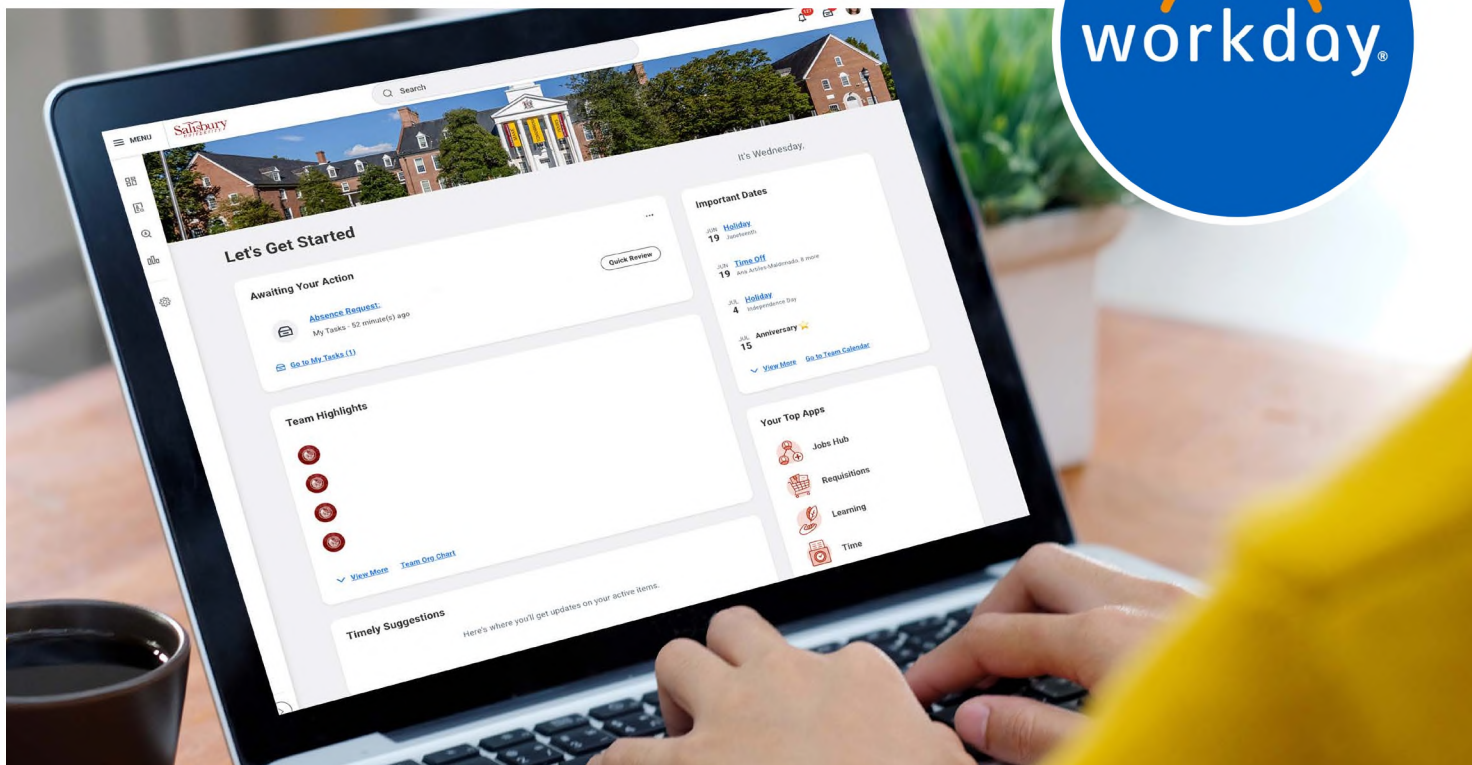 workday®
Search
MENU
Salisbury
UNIVERSITY
It's Wednesday,
Let's Get Started
Awaiting Your Action
Quick Review
Absence Request:
My Tasks - 52 minute(s) ago
Go to My Tasks (1)
Important Dates
JUN 19 Holiday
Juneteenth
JUN 19 Time Off
JUL 4 Holiday
Independence Day
JUL 15 Anniversary
View More Go to Team Calendar
Team Highlights
View More Team Org Chart
Your Top Apps
Jobs Hub
Requisitions
Learning
Time
Timely Suggestions
Here's where you'll get updates on your active items.